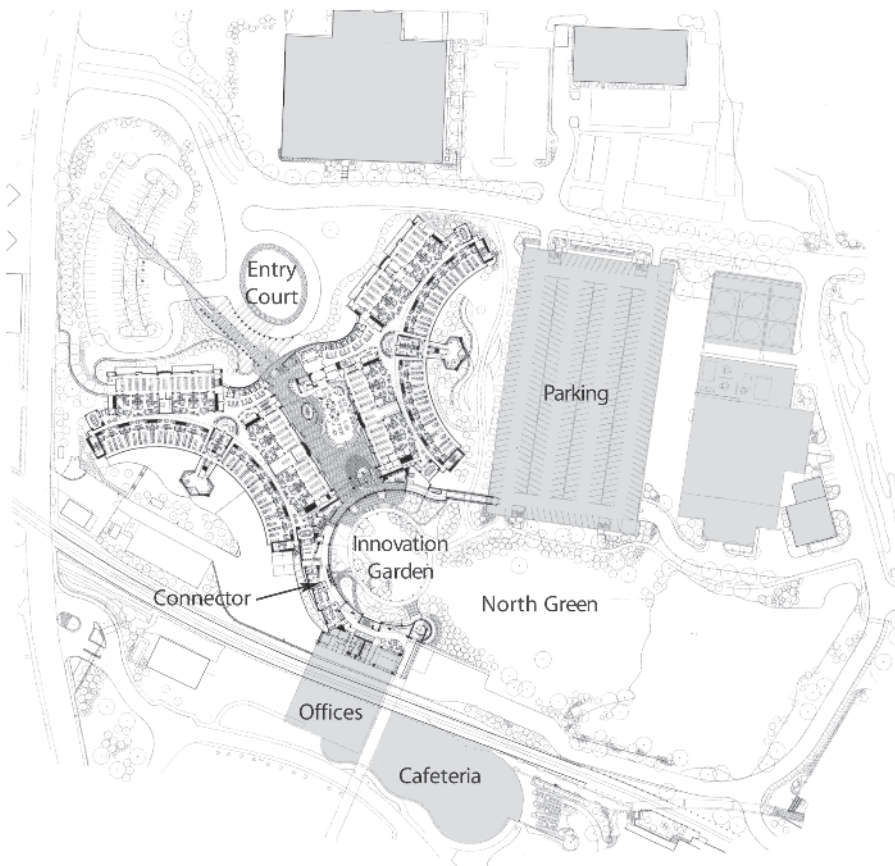 Entry
Court
Parking
Innovation
Garden
Connector
North Green
Offices
Cafeteria